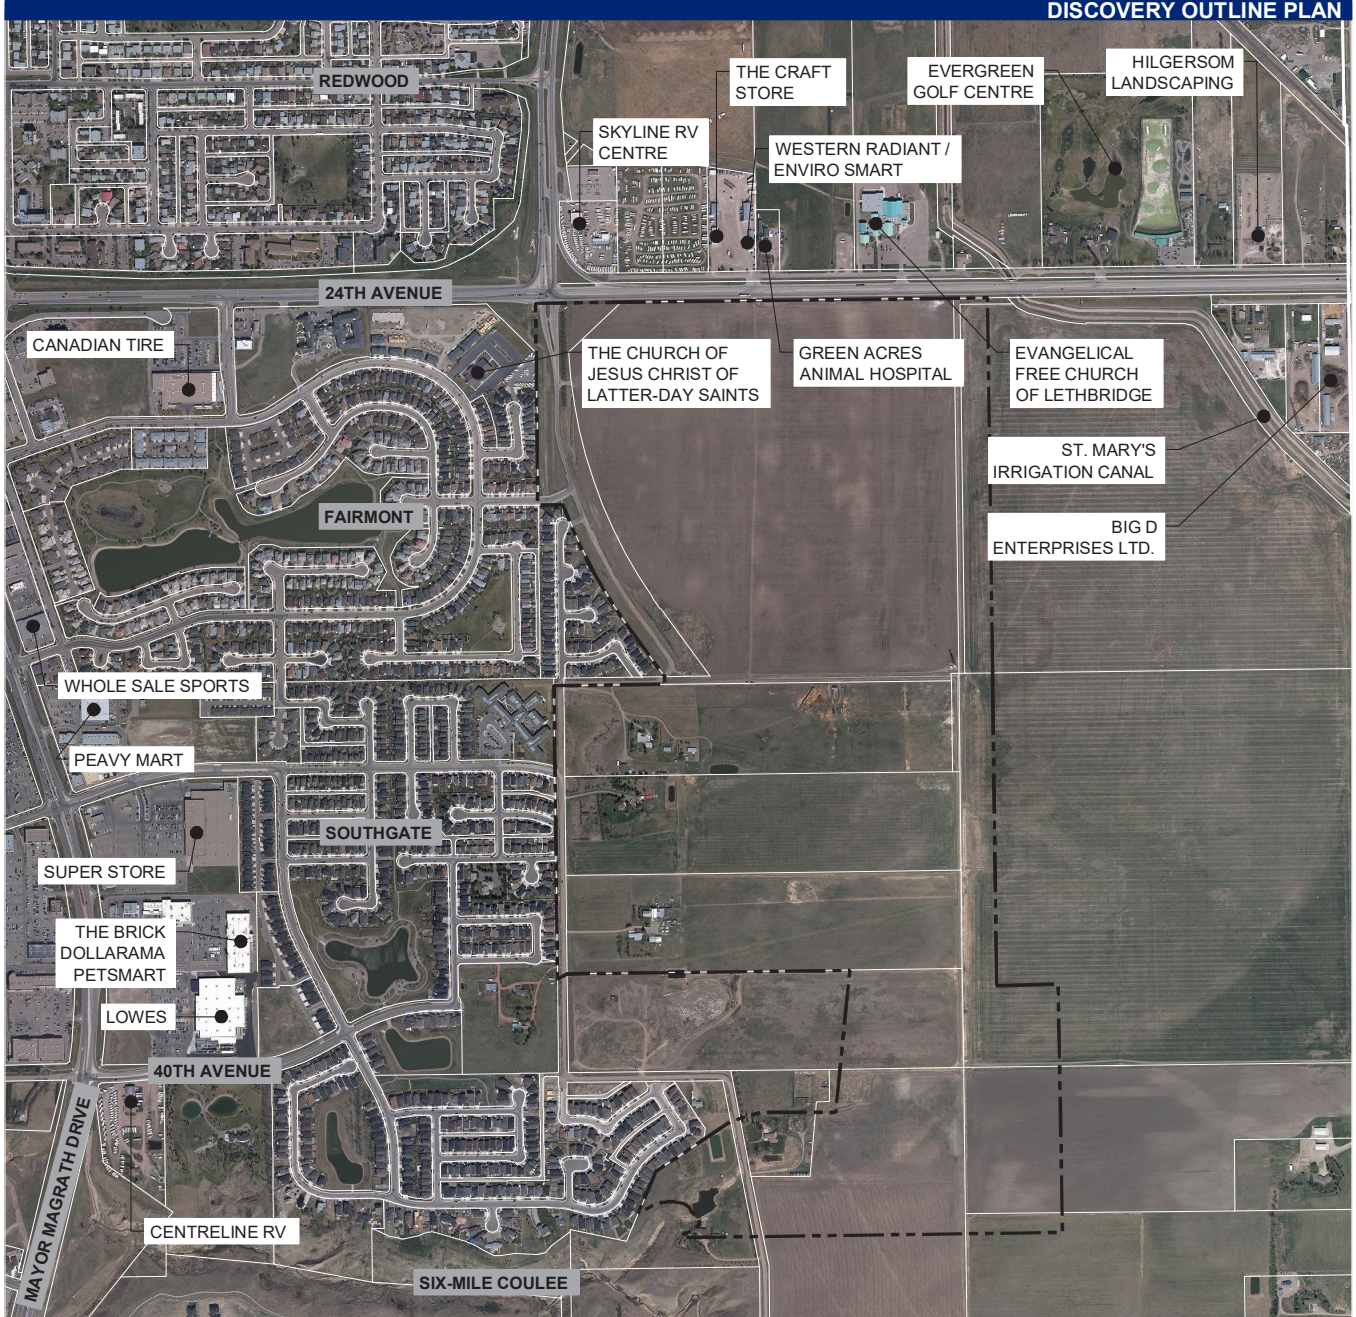 DISCOVERY OUTLINE PLAN
REDWOOD
THE CRAFT
STORE
EVERGREEN
GOLF CENTRE
HILGERSOM
LANDSCAPING
SKYLINE RV
CENTRE
WESTERN RADIANT /
ENVIRO SMART
24TH AVENUE
CANADIAN TIRE
THE CHURCH OF
JESUS CHRIST OF
LATTER-DAY SAINTS
GREEN ACRES
ANIMAL HOSPITAL
EVANGELICAL
FREE CHURCH
OF LETHBRIDGE
ST. MARY'S
IRRIGATION CANAL
FAIRMONT
BIG D
ENTERPRISES LTD.
WHOLE SALE SPORTS
PEAVY MART
SOUTHGATE
SUPER STORE
THE BRICK
DOLLARAMA
PETSMART
LOWES
40TH AVENUE
MAYOR MAGRATH DRIVE
CENTRELINE RV
SIX-MILE COULEE